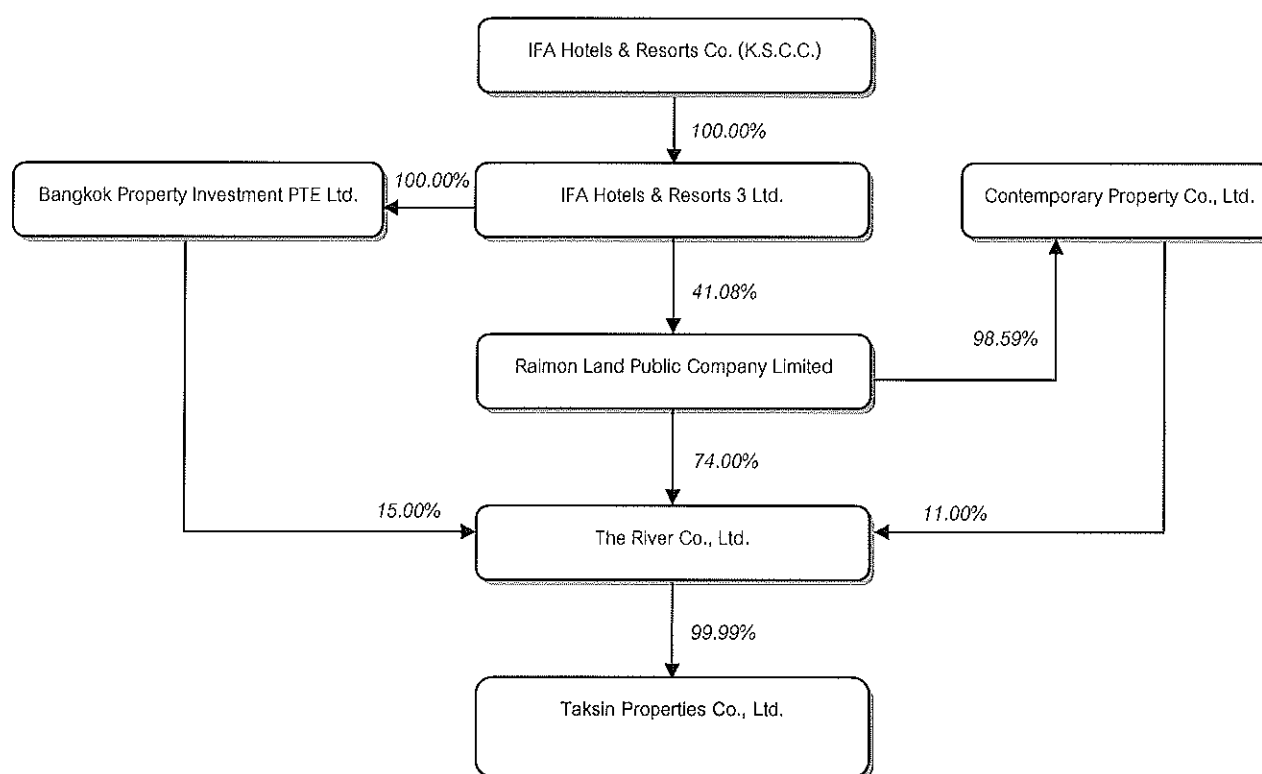 IFA Hotels & Resorts Co. (K.S.C.C.)
100.00%
Bangkok Property Investment PTE Ltd.
100.00%
IFA Hotels & Resorts 3 Ltd.
Contemporary Property Co., Ltd.
41.08%
98.59%
Raimon Land Public Company Limited
74.00%
15.00%
The River Co., Ltd.
11.00%
99.99%
Taksin Properties Co., Ltd.